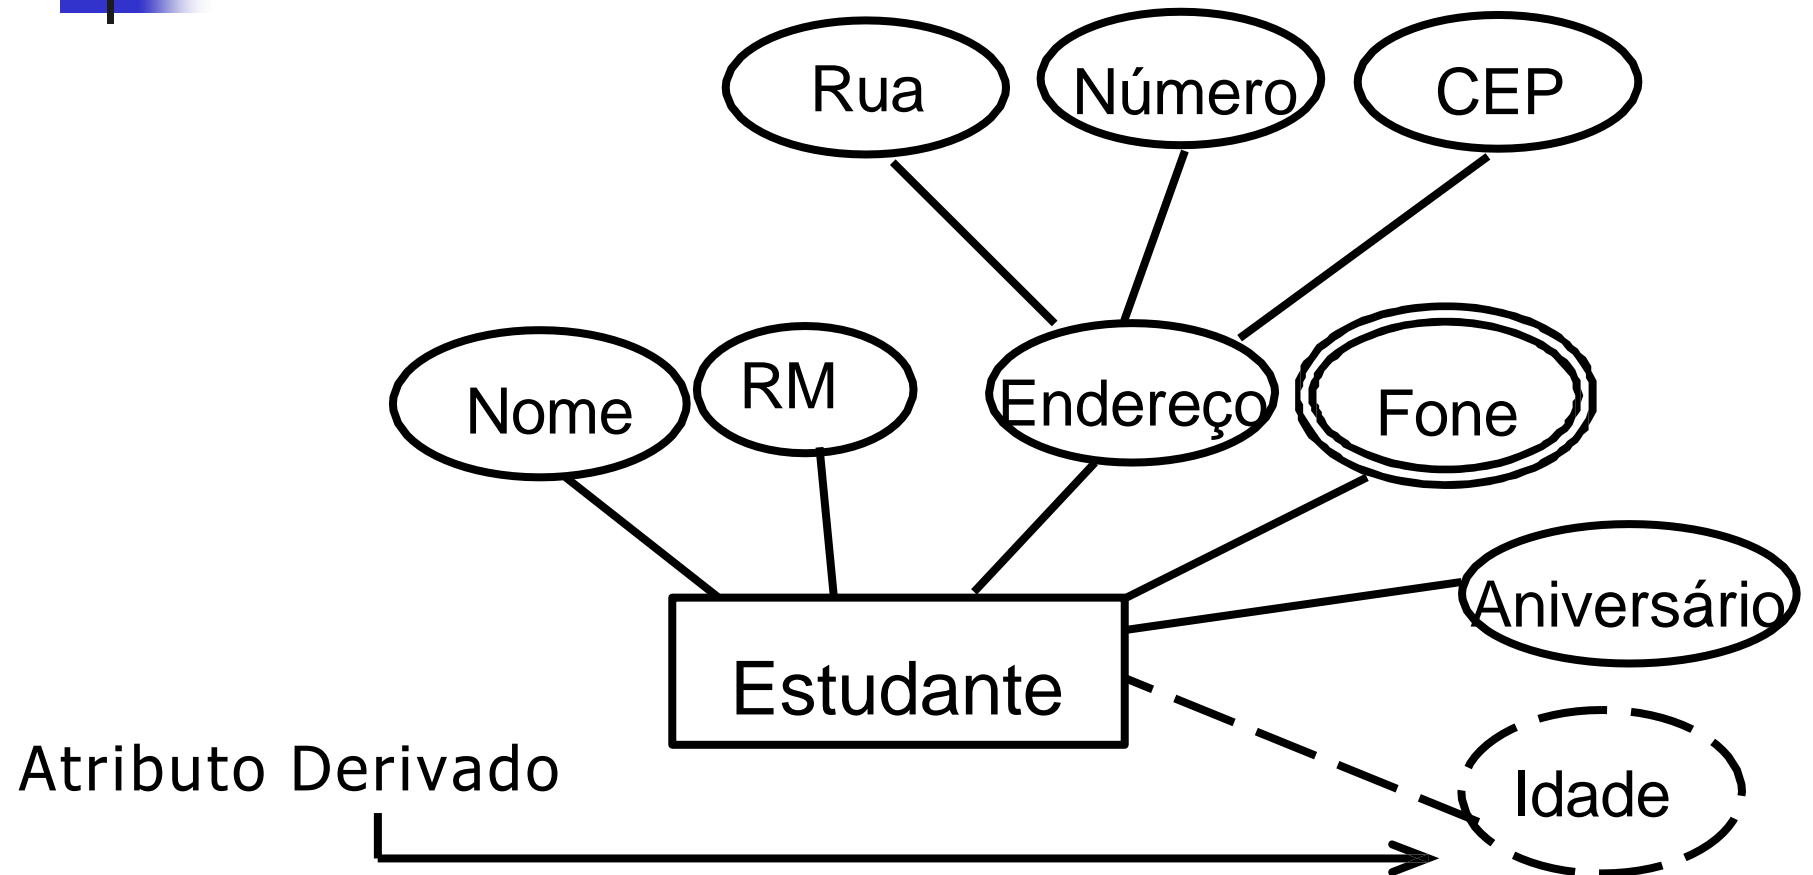 Rua
Número
CEP
Nome
RM
Endereço
Fone
Aniversário
Estudante
Atributo Derivado
Idade